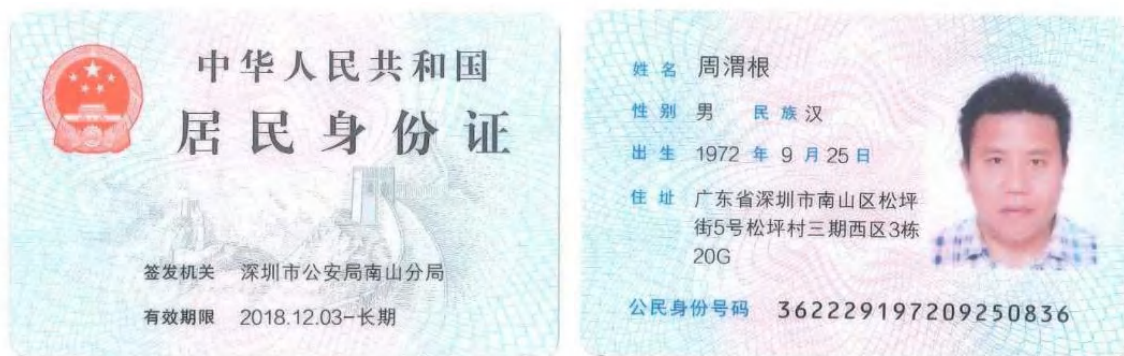 中华人民共和国
居民身份证
签发机关 深圳市公安局南山分局
有效期限 2018.12.03-长期
姓名 周渭根
性别 男 民族 汉
出生 1972 年 9 月 25 日
住址 广东省深圳市南山区松坪
街5号松坪村三期西区3栋
20G
公民身份号码 362229197209250836